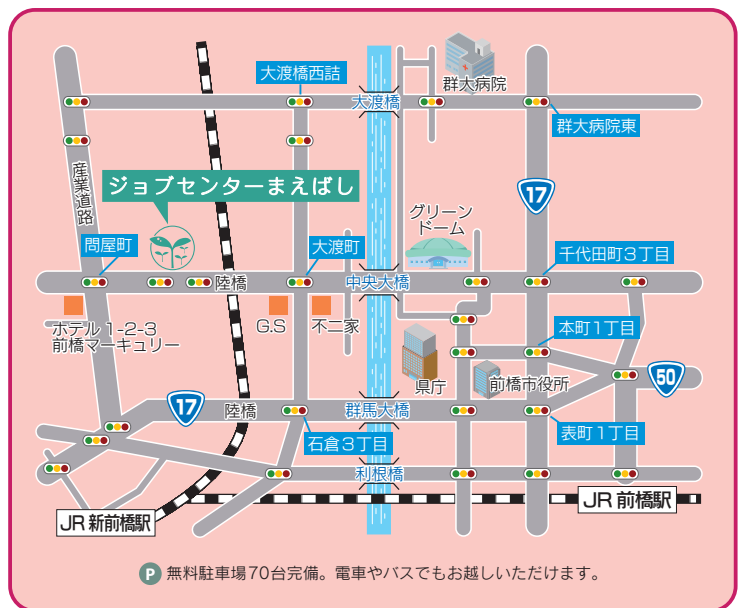 群大病院
大渡橋西詰
大渡橋
群大病院東
産業道路
ジョブセンターまえばし
17
グリーン
ドーム
問屋町
大渡町
千代田町3丁目
陸橋
中央大橋
ホテル1-2-3
前橋マーキュリー
G.S
不二家
本町1丁目
県庁
前橋市役所
50
17
陸橋
群馬大橋
石倉3丁目
表町1丁目
利根橋
JR 新前橋駅
JR 前橋駅
P 無料駐車場70台完備。電車やバスでもお越しいただけます。